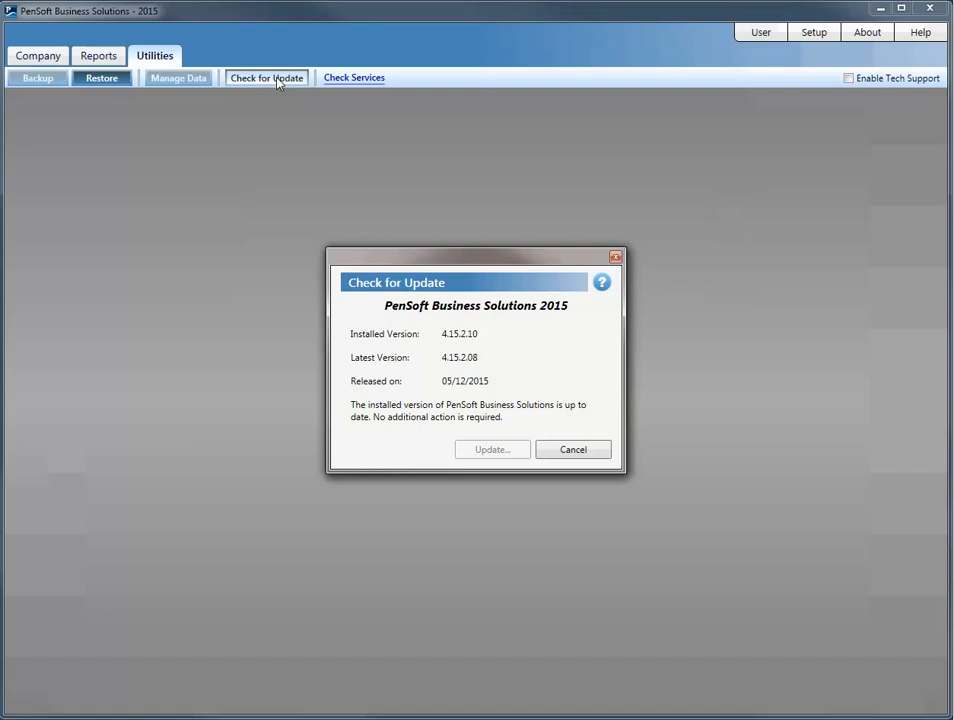 PenSoft Business Solutions - 2015
User Setup About Help
Company Reports Utilities
Backup Restore Manage Data Check for Update Check Services Enable Tech Support
Check for Update ?
PenSoft Business Solutions 2015
Installed Version: 4.15.2.10
Latest Version: 4.15.2.08
Released on: 05/12/2015
The installed version of PenSoft Business Solutions is up to
date. No additional action is required.
Update... Cancel